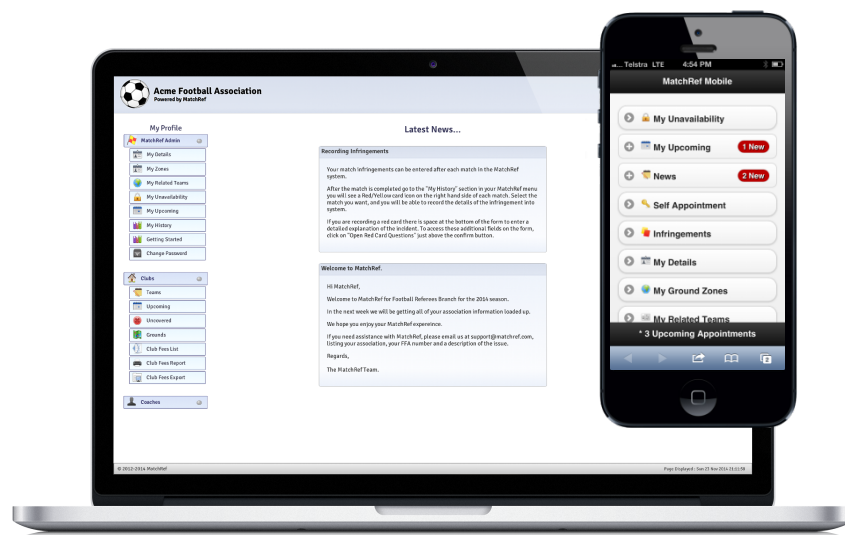 Acme Football Association
Powered by MatchRef
My Profile
MatchRef Admin
My Details
My Zones
My Related Teams
My Unavailability
My Upcoming
My History
Getting Started
Change Password
Clubs
Teams
Upcoming
Uncovered
Grounds
Club Fees List
Club Fees Report
Club Fees Export
Coaches
Latest News...
Recording Infringements
Your match infringements can be entered after each match in the MatchRef
system.
After the match is completed go to the "My History" section in your MatchRef menu
you will see a Red/Yellow card icon on the right hand side of each match. Select the
match you want, and you will be able to record the details of the infringement into
system.
If you are recording a red card there is space at the bottom of the form to enter a
detailed explanation of the incident. To access these additional fields on the form,
click on "Open Red Card Questions" just above the confirm button.
Welcome to MatchRef.
Hi MatchRef,
Welcome to MatchRef for Football Referees Branch for the 2014 season.
In the next week we will be getting all of your association information loaded up.
We hope you enjoy your MatchRef expereince.
If you need assistance with MatchRef, please email us at support@matchref.com,
listing your association, your FFA number and a description of the issue.
Regards,
The MatchRef Team.
© 2012-2014 MatchRef
Page Displayed: Sun 23 Nov 2014
Telstra LTE 4:54 PM
MatchRef Mobile
My Unavailability
My Upcoming 1 New
News 2 New
Self Appointment
Infringements
My Details
My Ground Zones
My Related Teams
* 3 Upcoming Appointments